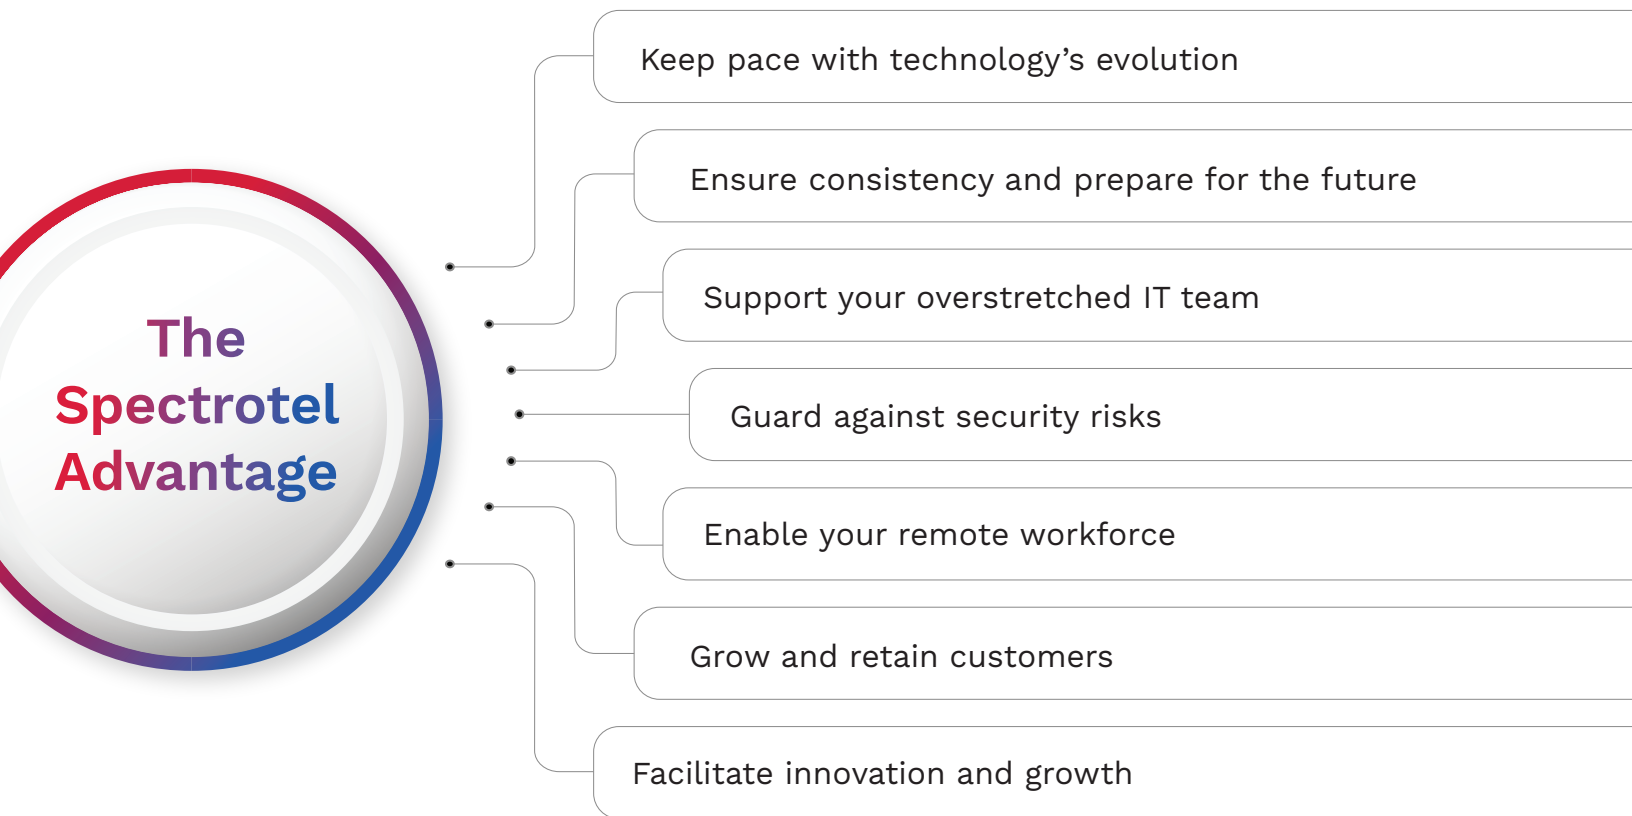 The
Spectrotel
Advantage
Keep pace with technology’s evolution
Ensure consistency and prepare for the future
Support your overstretched IT team
Guard against security risks
Enable your remote workforce
Grow and retain customers
Facilitate innovation and growth